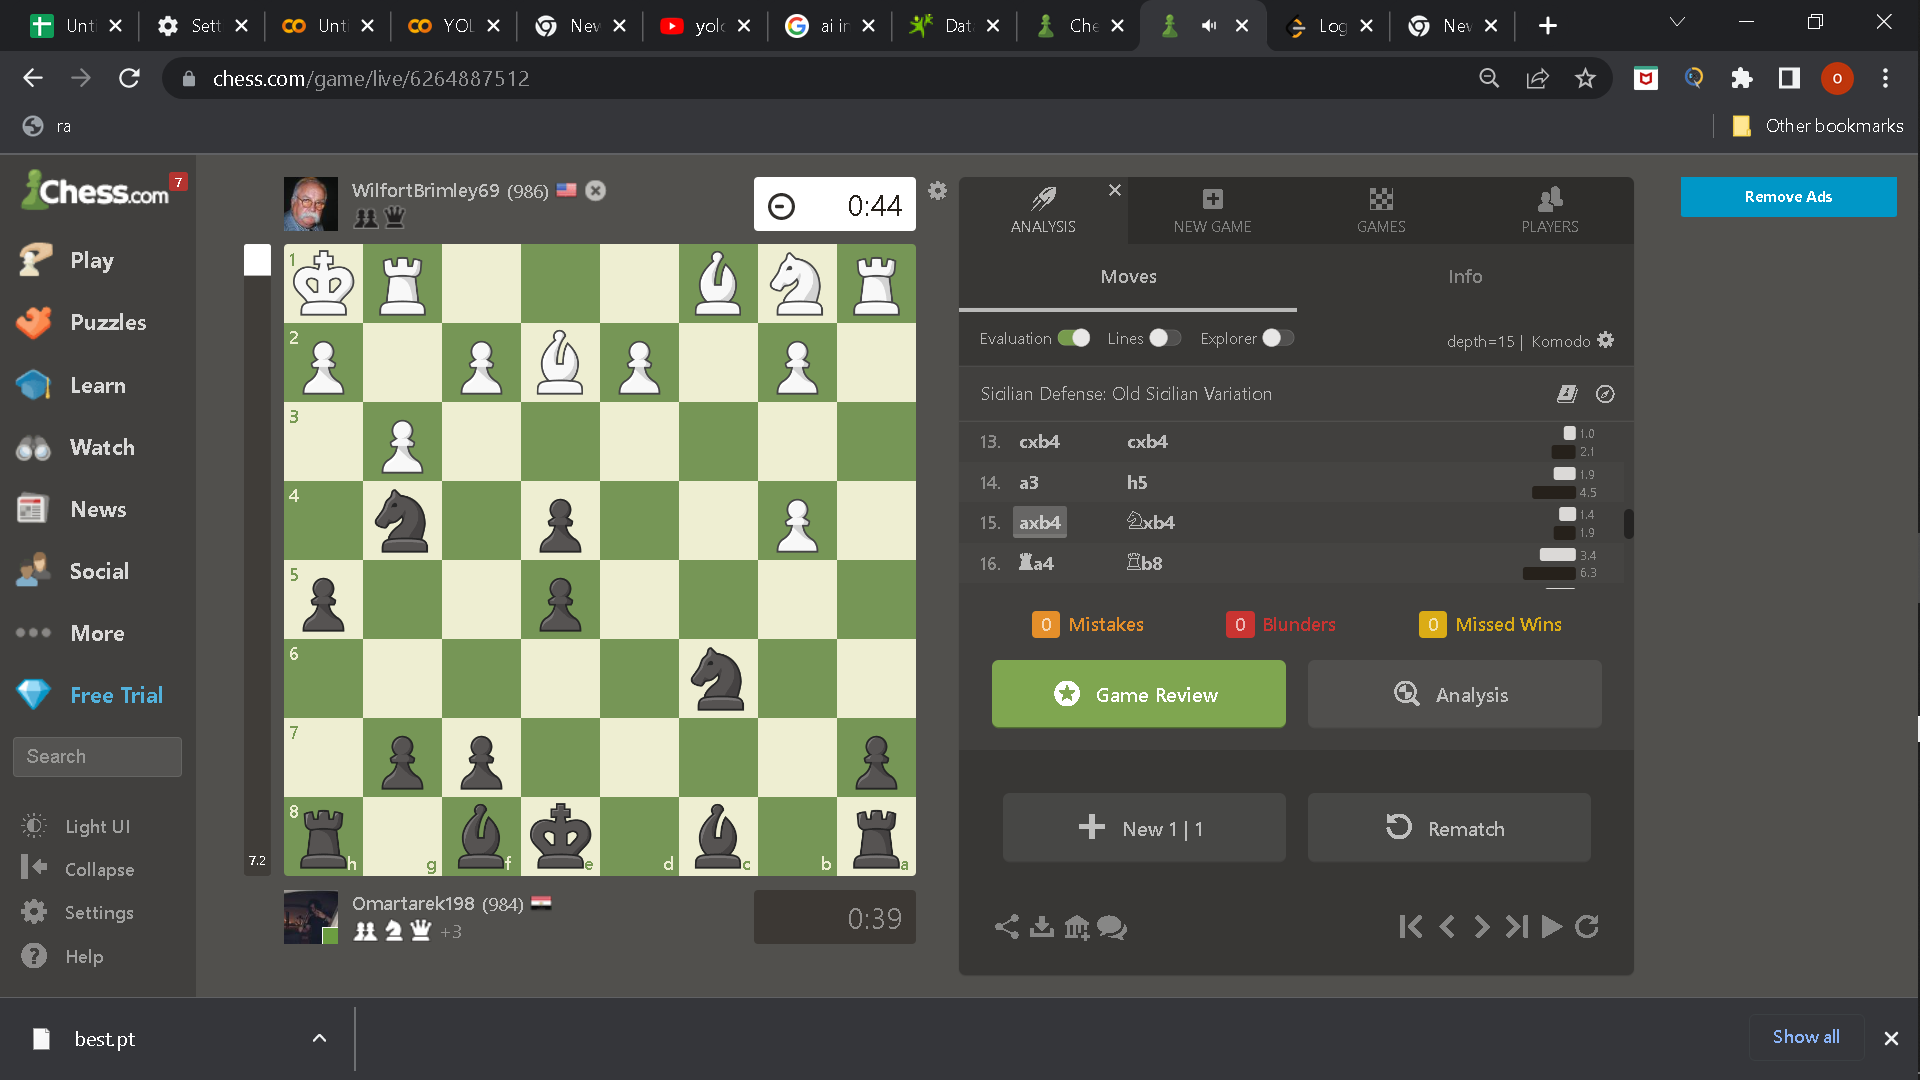 Unti
Sett
Unt
YOL
New
yolo
ai in
Data
Che
Log
New
chess.com/game/live/6264887512
o
ra
Other bookmarks
Chess.com
7
Play
Puzzles
Learn
Watch
News
Social
More
Free Trial
Search
Light UI
Collapse
Settings
Help
WilfortBrimley69 (986)
0:44
1
2
3
4
5
6
7
8
h g f e d c b a
7.2
Omartarek198 (984)
+3
0:39
ANALYSIS
NEW GAME
GAMES
PLAYERS
Moves
Info
Evaluation
Lines
Explorer
depth=15 | Komodo
Sicilian Defense: Old Sicilian Variation
13. cxb4 cxb4 1.0
2.1
14. a3 h5 1.9
4.5
15. axb4 ♘xb4 1.4
1.9
16. ♜a4 ♖b8 3.4
6.3
0 Mistakes
0 Blunders
0 Missed Wins
Game Review
Analysis
New 1 | 1
Rematch
Remove Ads
best.pt
Show all